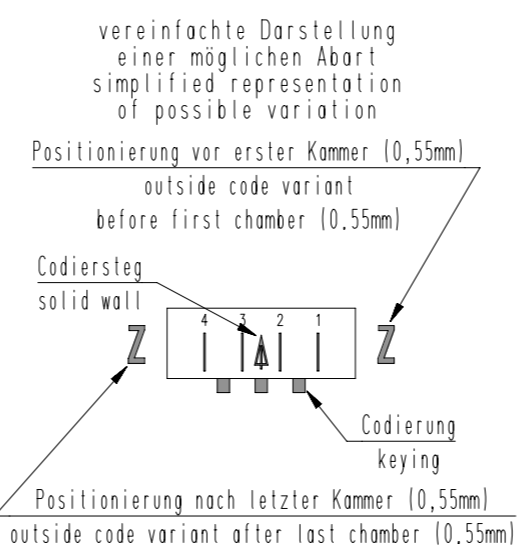 vereinfachte Darstellung
einer möglichen Abart
simplified representation
of possible variation
Positionierung vor erster Kammer (0,55mm)
outside code variant
before first chamber (0.55mm)
Codiersteg
solid wall
4 3 2 1
Z Z
Codierung
keying
Positionierung nach letzter Kammer (0,55mm)
outside code variant after last chamber (0,55mm)